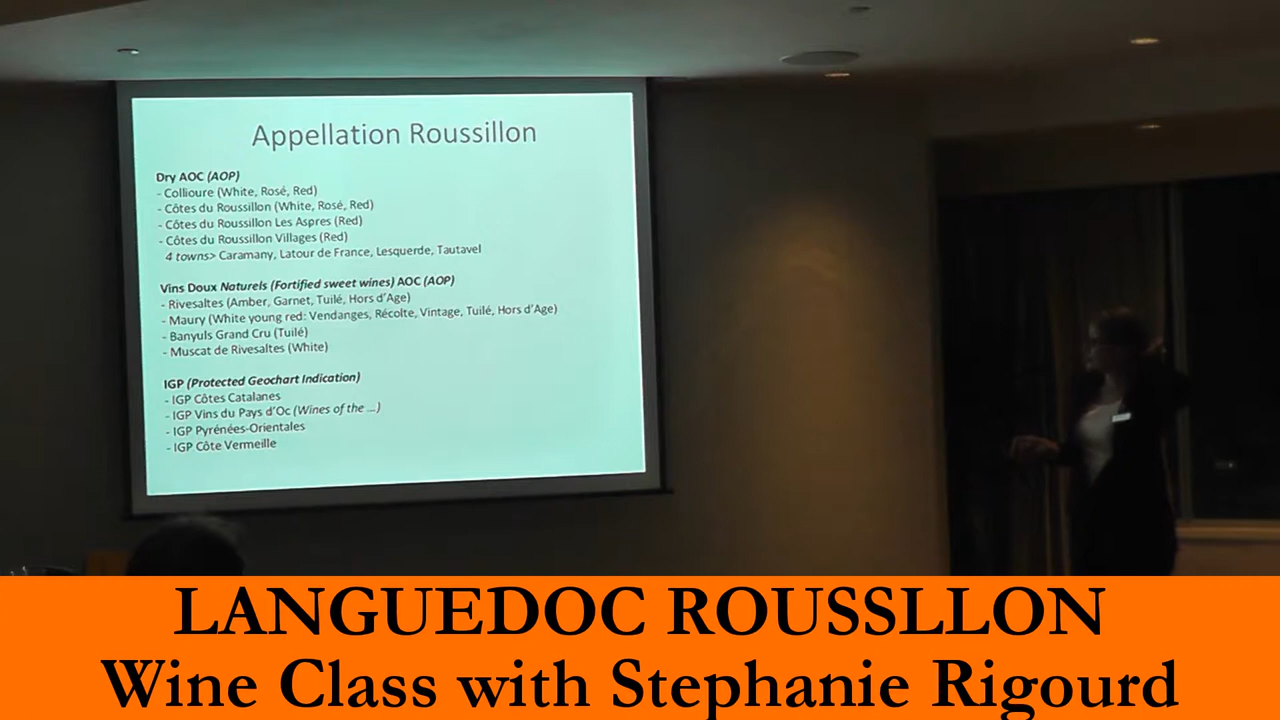 Appellation Roussillon
Dry AOC (AOP)
- Collioure (White, Rosé, Red)
- Côtes du Roussillon (White, Rosé, Red)
- Côtes du Roussillon Les Aspres (Red)
- Côtes du Roussillon Villages (Red)
4 towns> Caramany, Latour de France, Lesquerde, Tautavel
Vins Doux Naturels (Fortified sweet wines) AOC (AOP)
- Rivesaltes (Amber, Garnet, Tuilé, Hors d'Age)
- Maury (White young red: Vendanges, Récolte, Vintage, Tuilé, Hors d'Age)
- Banyuls Grand Cru (Tuilé)
- Muscat de Rivesaltes (White)
IGP (Protected Geochart Indication)
- IGP Côtes Catalanes
- IGP Vins du Pays d'Oc (Wines of the ...)
- IGP Pyrénées-Orientales
- IGP Côte Vermeille
LANGUEDOC ROUSSLLON
Wine Class with Stephanie Rigourd